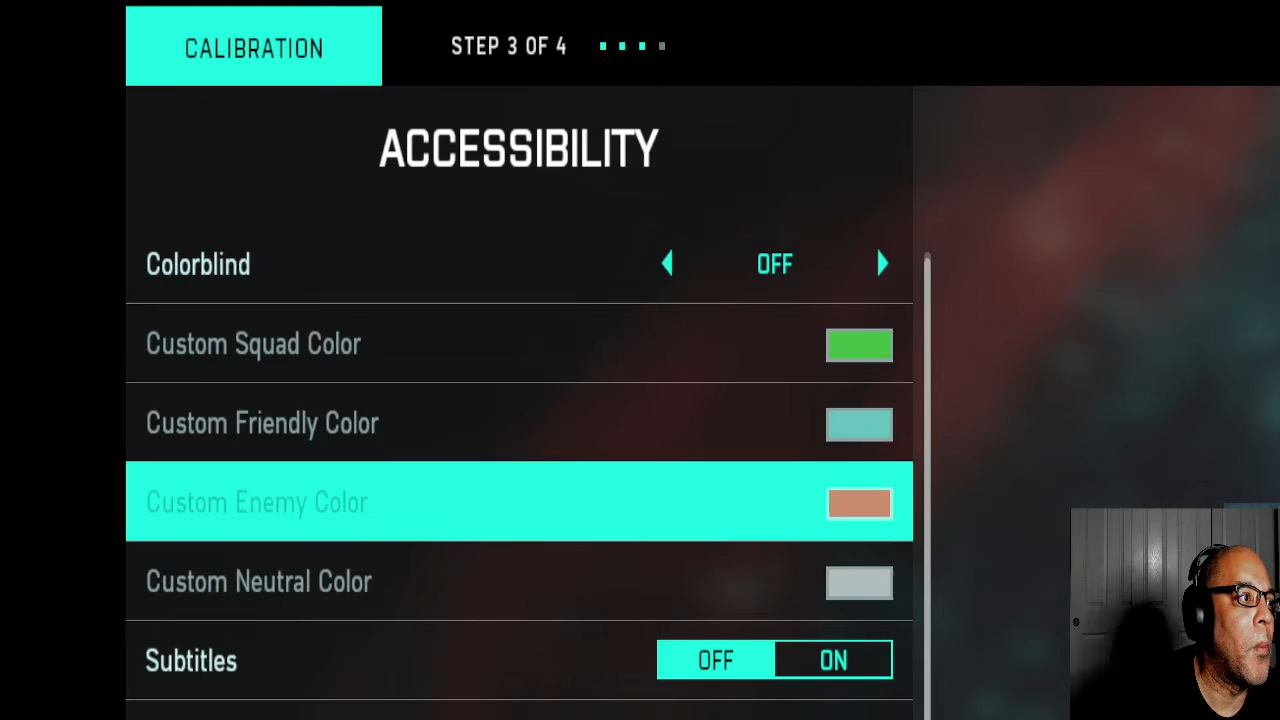 CALIBRATION
STEP 3 OF 4
ACCESSIBILITY
Colorblind
OFF
Custom Squad Color
Custom Friendly Color
Custom Enemy Color
Custom Neutral Color
Subtitles
OFF ON